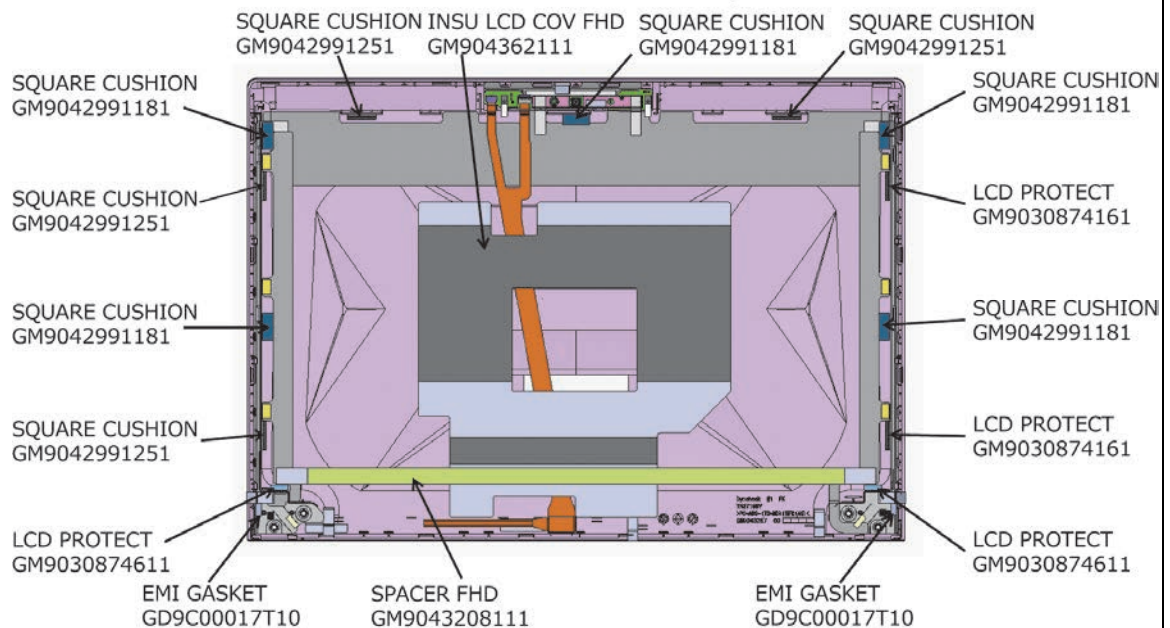 SQUARE CUSHION
GM9042991251
INSU LCD COV FHD
GM904362111
SQUARE CUSHION
GM9042991181
SQUARE CUSHION
GM9042991251
SQUARE CUSHION
GM9042991181
SQUARE CUSHION
GM9042991181
SQUARE CUSHION
GM9042991251
LCD PROTECT
GM9030874161
SQUARE CUSHION
GM9042991181
SQUARE CUSHION
GM9042991181
SQUARE CUSHION
GM9042991251
LCD PROTECT
GM9030874161
LCD PROTECT
GM9030874611
LCD PROTECT
GM9030874611
EMI GASKET
GD9C00017T10
SPACER FHD
GM9043208111
EMI GASKET
GD9C00017T10